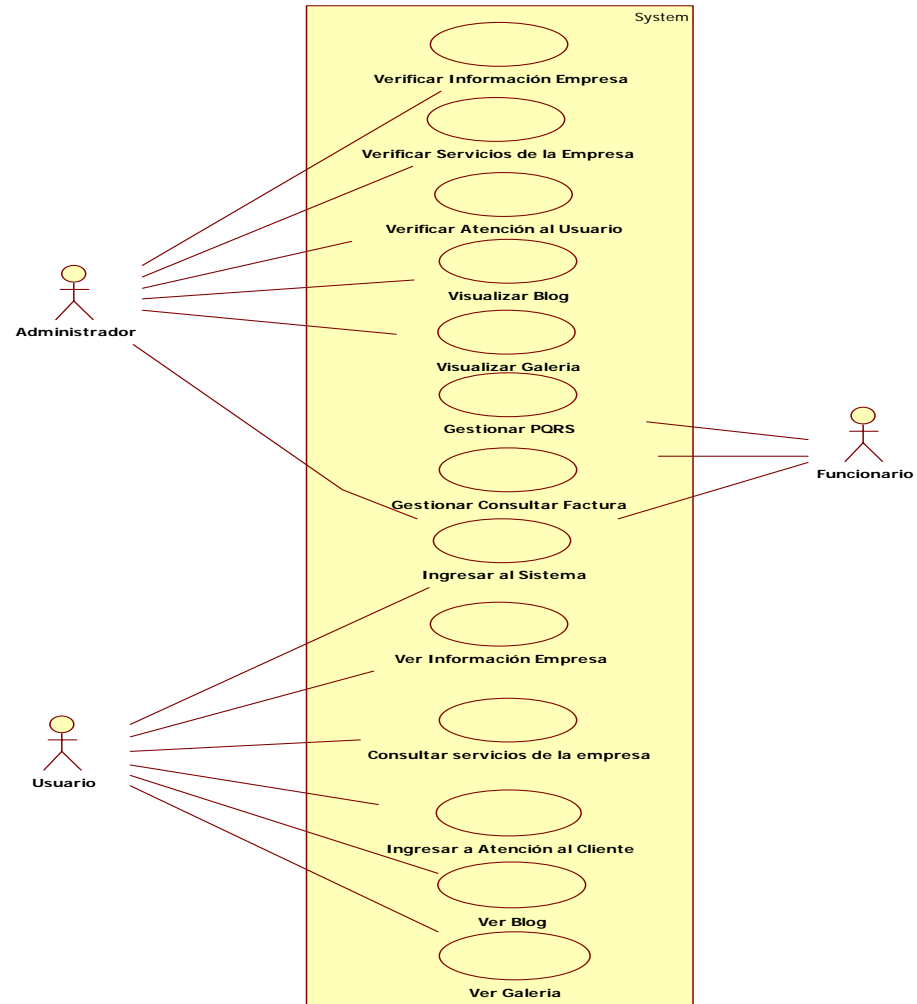 System
Verificar Información Empresa
Verificar Servicios de la Empresa
Verificar Atención al Usuario
Visualizar Blog
Administrador
Visualizar Galeria
Gestionar PQRS
Funcionario
Gestionar Consultar Factura
Ingresar al Sistema
Ver Información Empresa
Consultar servicios de la empresa
Usuario
Ingresar a Atención al Cliente
Ver Blog
Ver Galeria